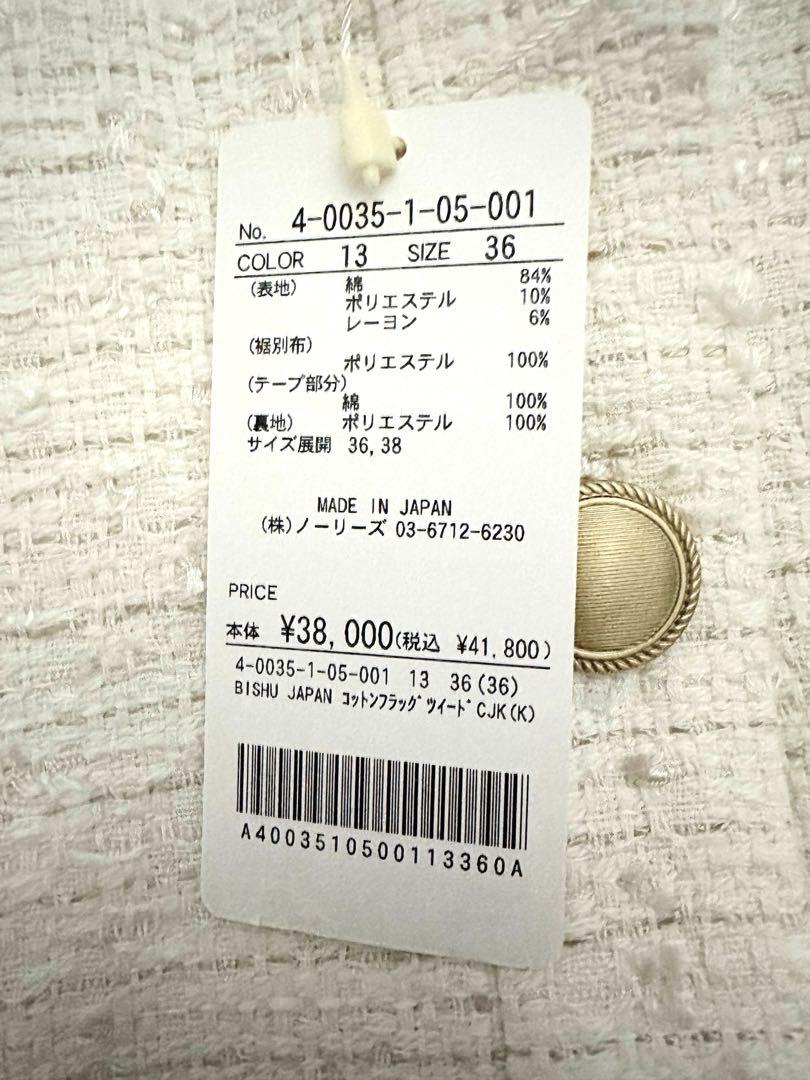 No. 4-0035-1-05-001
COLOR 13 SIZE 36
(表地) 綿 84%
ポリエステル 10%
レーヨン 6%
(裾別布)
ポリエステル 100%
(テープ部分)
綿 100%
(裏地) ポリエステル 100%
サイズ展開 36,38
MADE IN JAPAN
(株)ノーリーズ 03-6712-6230
PRICE
本体 ¥38,000(税込 ¥41,800)
4-0035-1-05-001 13 36(36)
BISHU JAPAN コットンフラッグツイードCJK(K)
A4003510500113360A